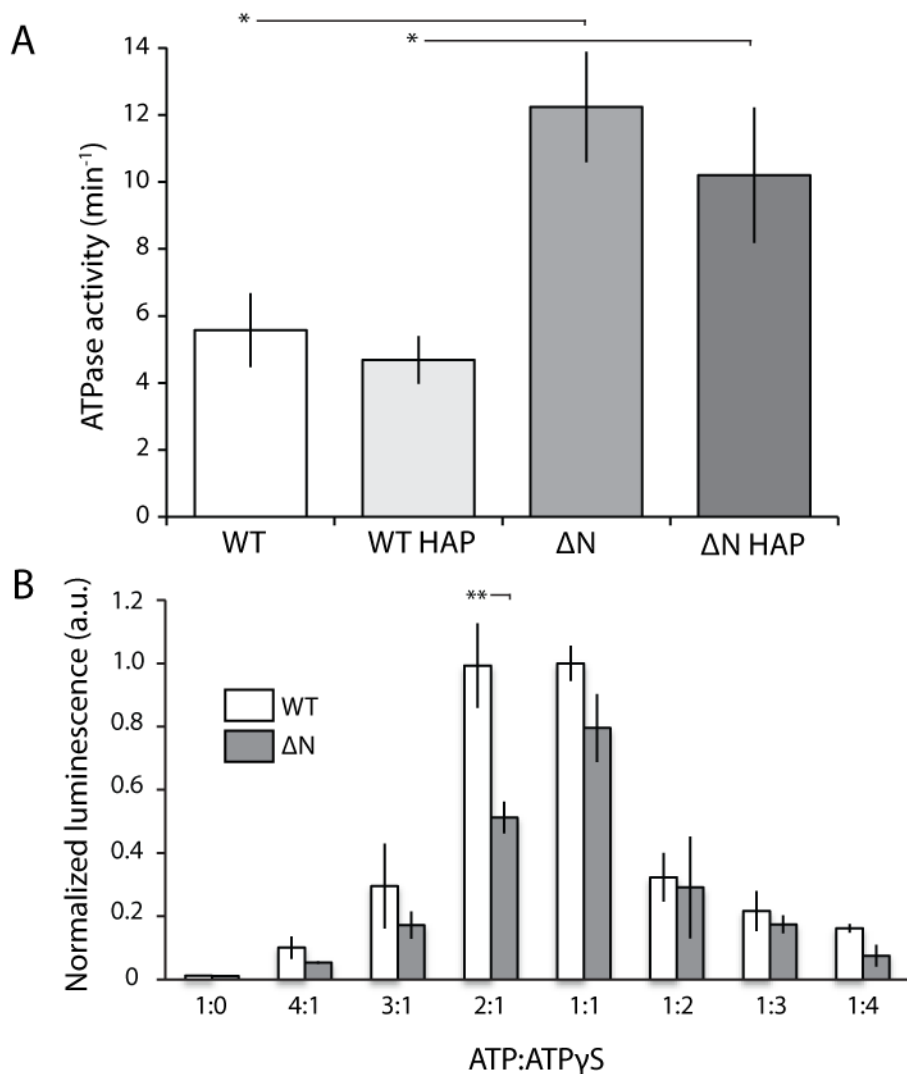 A
*
*
ATPase activity (min⁻¹)
14
12
10
8
6
4
2
0
WT
WT HAP
ΔN
ΔN HAP
B
**
Normalized luminescence (a.u.)
1.2
1.0
0.8
0.6
0.4
0.2
0
WT
ΔN
1:0 4:1 3:1 2:1 1:1 1:2 1:3 1:4
ATP:ATPγS